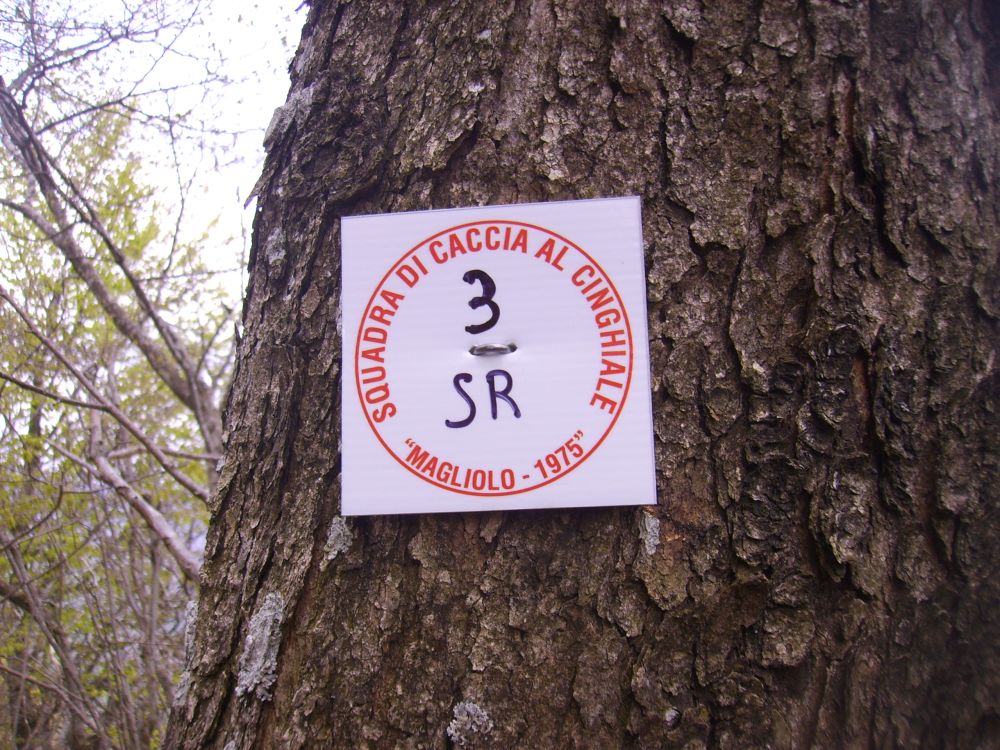 SQUADRA DI CACCIA AL CINGHIALE
3
SR
"MAGLIOLO - 1975"